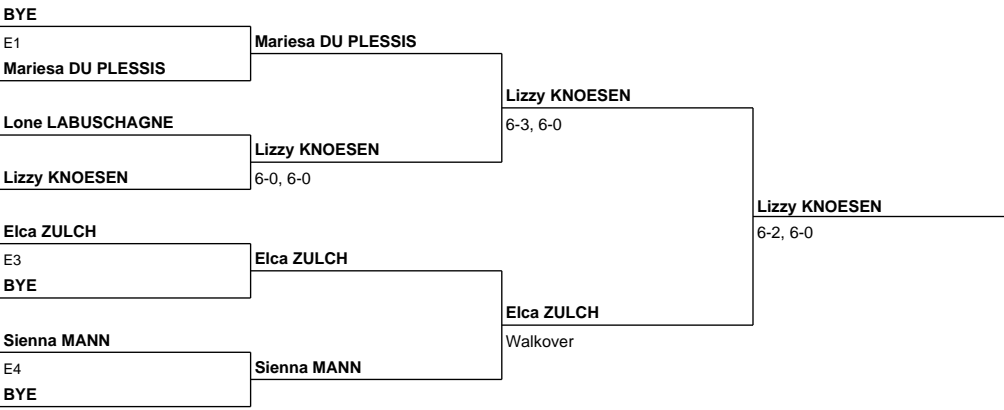 BYE
E1
Mariesa DU PLESSIS
Mariesa DU PLESSIS
Lone LABUSCHAGNE
Lizzy KNOESEN
Lizzy KNOESEN
6-0, 6-0
Lizzy KNOESEN
6-3, 6-0
Elca ZULCH
E3
BYE
Elca ZULCH
Sienna MANN
E4
BYE
Sienna MANN
Elca ZULCH
Walkover
Lizzy KNOESEN
6-2, 6-0